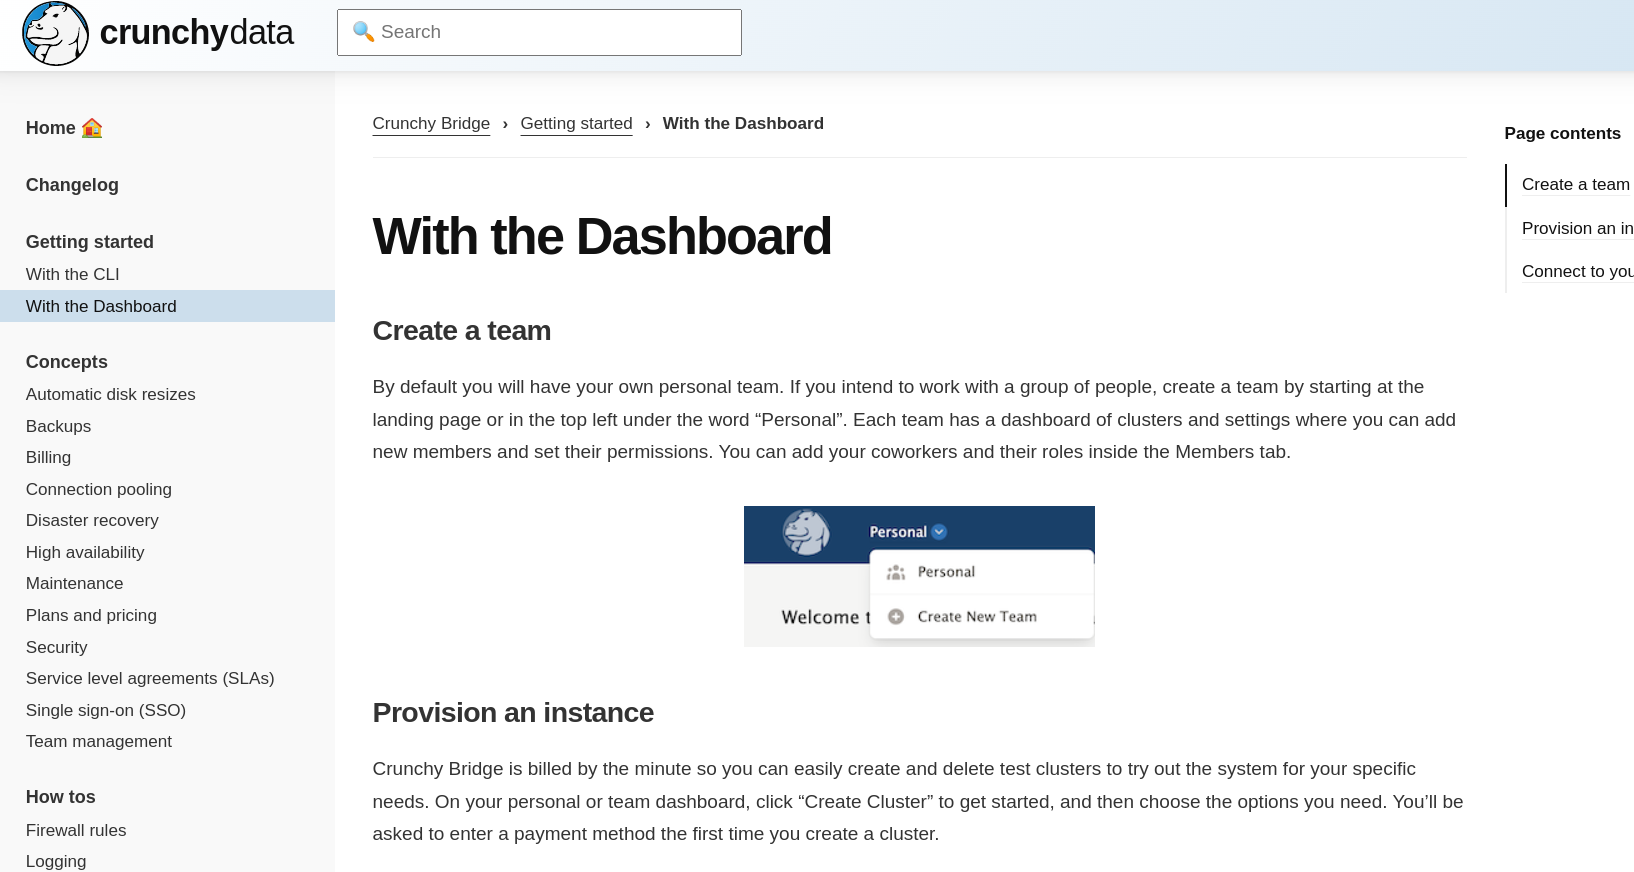 crunchydata
Search
Home
Changelog
Getting started
With the CLI
With the Dashboard
Concepts
Automatic disk resizes
Backups
Billing
Connection pooling
Disaster recovery
High availability
Maintenance
Plans and pricing
Security
Service level agreements (SLAs)
Single sign-on (SSO)
Team management
How tos
Firewall rules
Logging
Crunchy Bridge › Getting started › With the Dashboard
With the Dashboard
Create a team
By default you will have your own personal team. If you intend to work with a group of people, create a team by starting at the
landing page or in the top left under the word “Personal”. Each team has a dashboard of clusters and settings where you can add
new members and set their permissions. You can add your coworkers and their roles inside the Members tab.
Personal
Personal
Create New Team
Welcome t
Provision an instance
Crunchy Bridge is billed by the minute so you can easily create and delete test clusters to try out the system for your specific
needs. On your personal or team dashboard, click “Create Cluster” to get started, and then choose the options you need. You’ll be
asked to enter a payment method the first time you create a cluster.
Page contents
Create a team
Provision an in
Connect to you